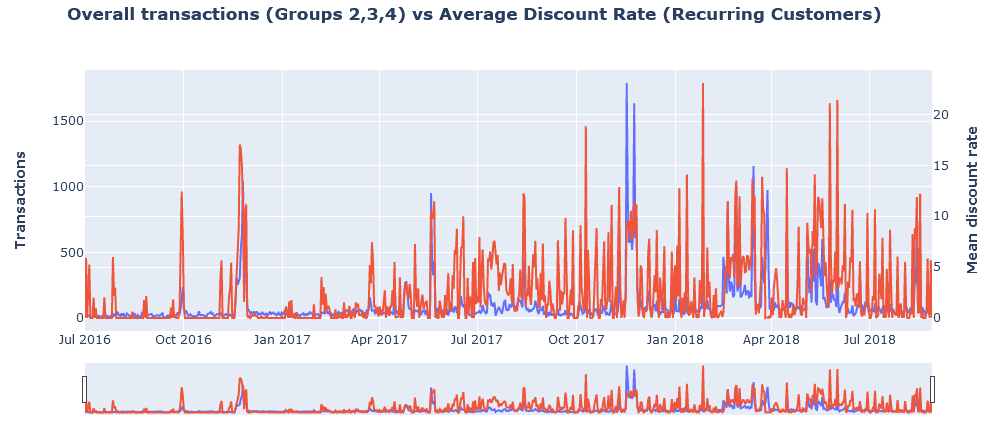 Overall transactions (Groups 2,3,4) vs Average Discount Rate (Recurring Customers)
1500
1000
500
0
Transactions
20
15
10
5
0
Mean discount rate
Jul 2016 Oct 2016 Jan 2017 Apr 2017 Jul 2017 Oct 2017 Jan 2018 Apr 2018 Jul 2018